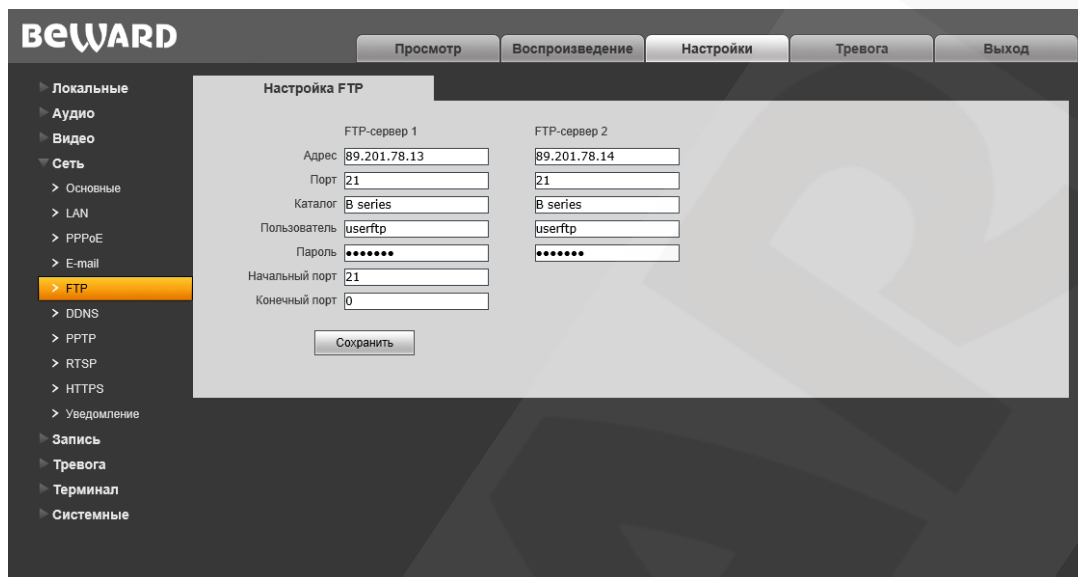 BEWARD
Просмотр
Воспроизведение
Настройки
Тревога
Выход
Локальные
Аудио
Видео
Сеть
Основные
LAN
PPPoE
E-mail
FTP
DDNS
PPTP
RTSP
HTTPS
Уведомление
Запись
Тревога
Терминал
Системные
Настройка FTP
FTP-сервер 1 FTP-сервер 2
Адрес 89.201.78.13 89.201.78.14
Порт 21 21
Каталог B series B series
Пользователь userftp userftp
Пароль ••••••• •••••••
Начальный порт 21
Конечный порт 0
Сохранить